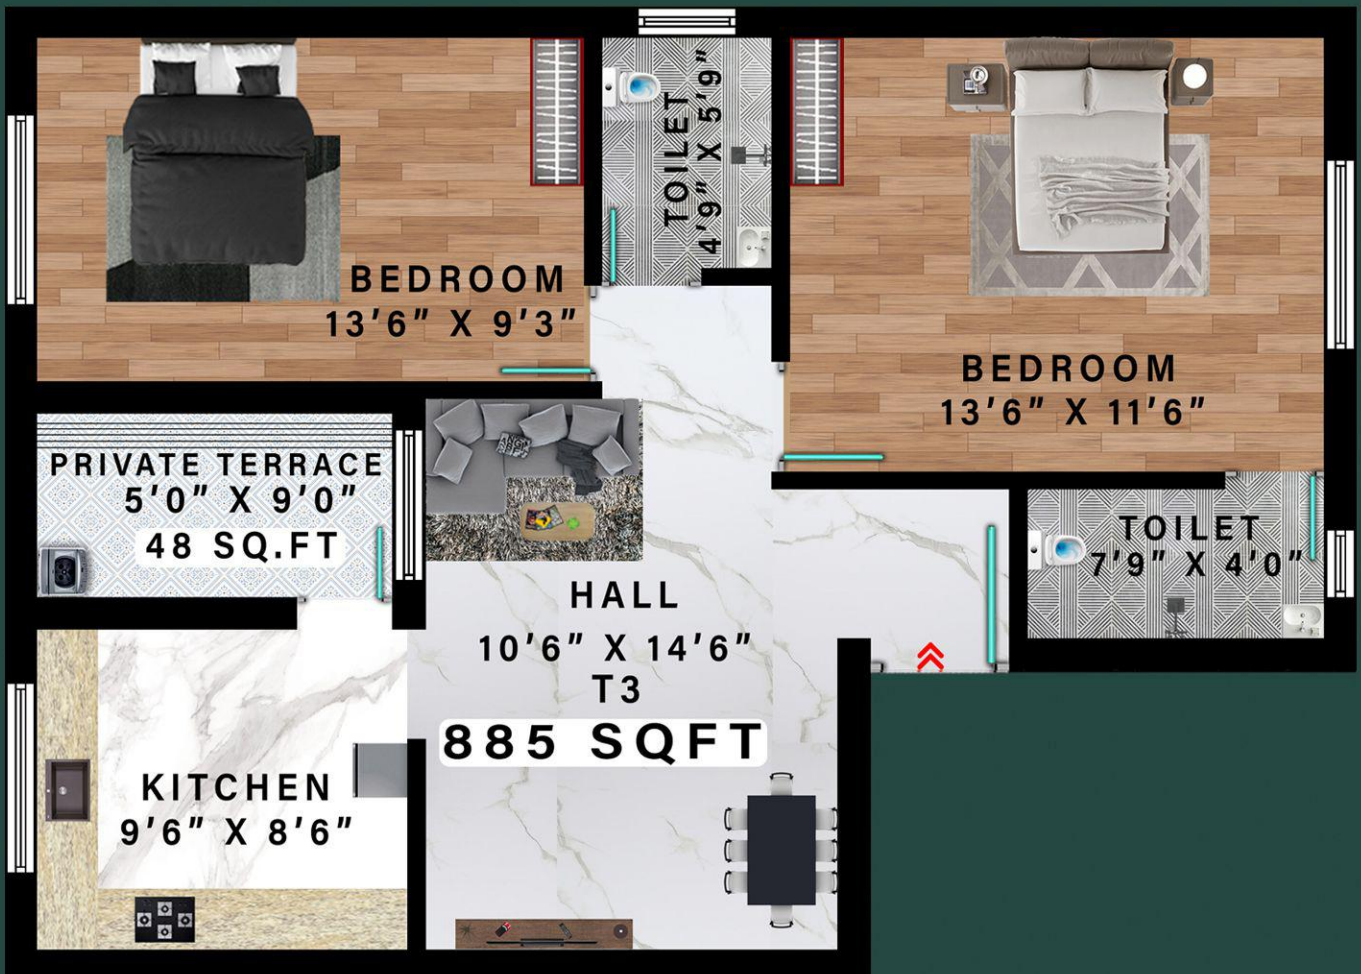 TOILET
4'9" X 5'9"
BEDROOM
13'6" X 9'3"
BEDROOM
13'6" X 11'6"
PRIVATE TERRACE
5'0" X 9'0"
48 SQ.FT
TOILET
7'9" X 4'0"
HALL
10'6" X 14'6"
T3
885 SQFT
KITCHEN
9'6" X 8'6"